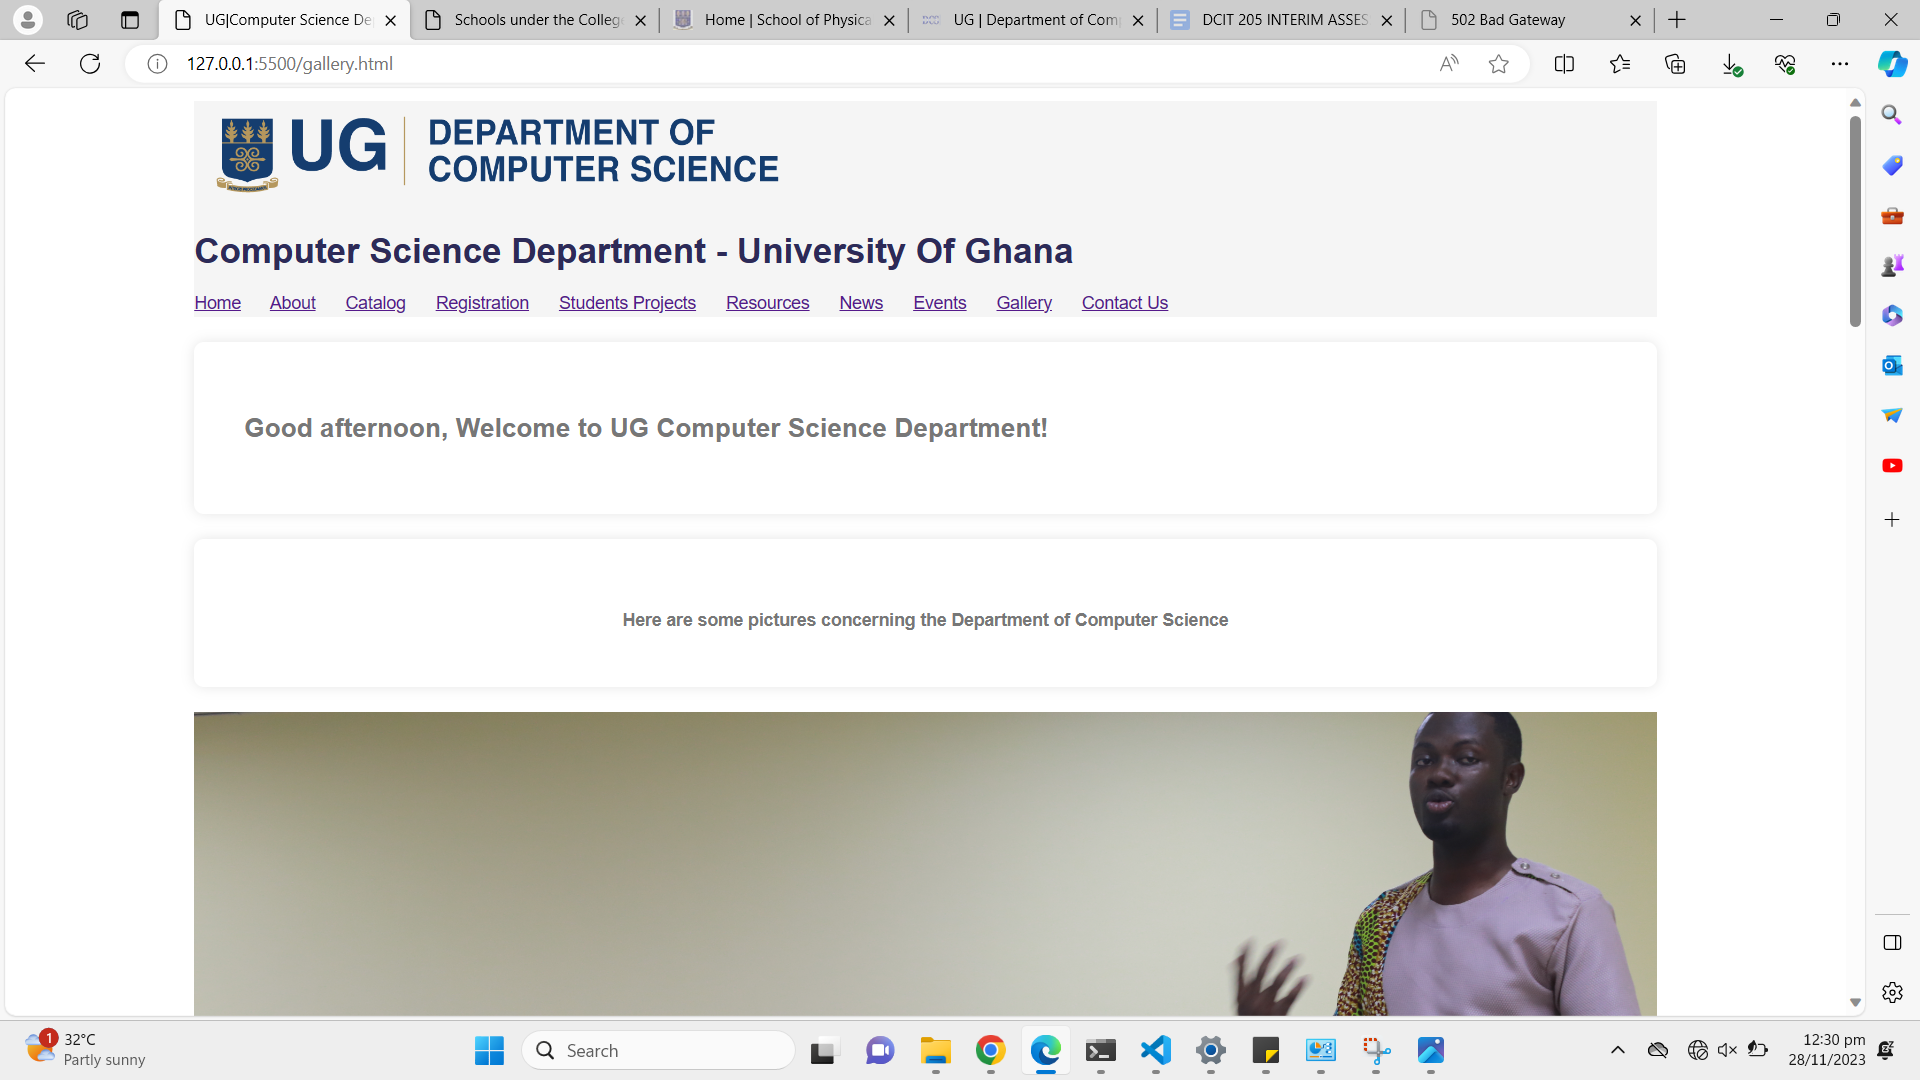 UG|Computer Science De
Schools under the College
Home | School of Physica
UG | Department of Comp
DCIT 205 INTERIM ASSES
502 Bad Gateway
127.0.0.1:5500/gallery.html
UG
DEPARTMENT OF
COMPUTER SCIENCE
Computer Science Department - University Of Ghana
Home About Catalog Registration Students Projects Resources News Events Gallery Contact Us
Good afternoon, Welcome to UG Computer Science Department!
Here are some pictures concerning the Department of Computer Science
1
32°C
Partly sunny
Search
12:30 pm
28/11/2023